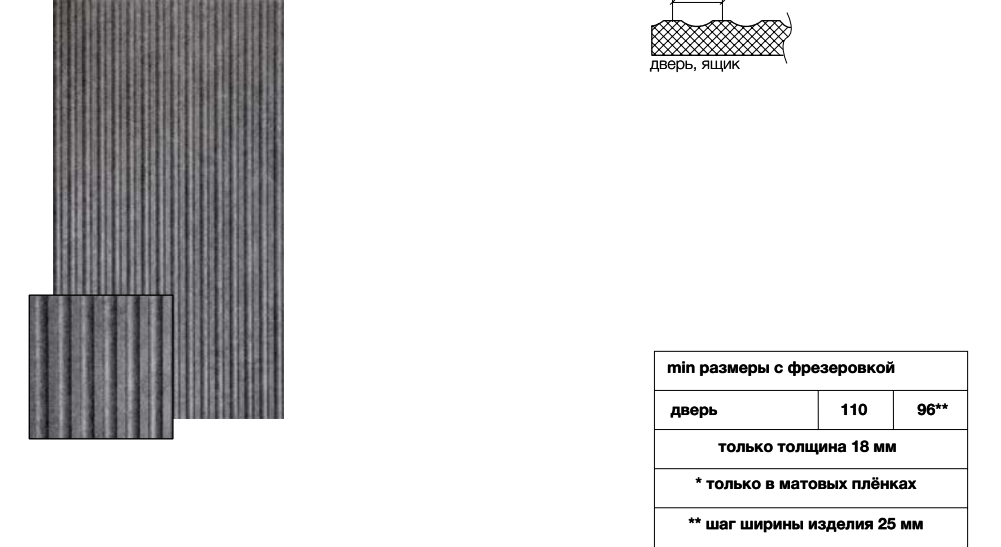 дверь, ящик
min размеры с фрезеровкой
дверь 110 96**
только толщина 18 мм
* только в матовых плёнках
** шаг ширины изделия 25 мм